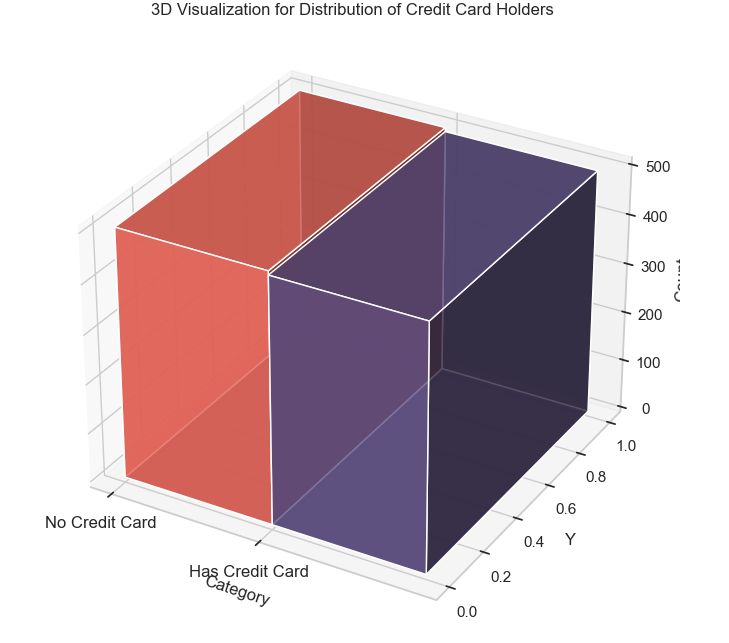 3D Visualization for Distribution of Credit Card Holders
500
400
300
200
100
0
Count
1.0
0.8
0.6
0.4
0.2
0.0
Y
No Credit Card
Has Credit Card
Category